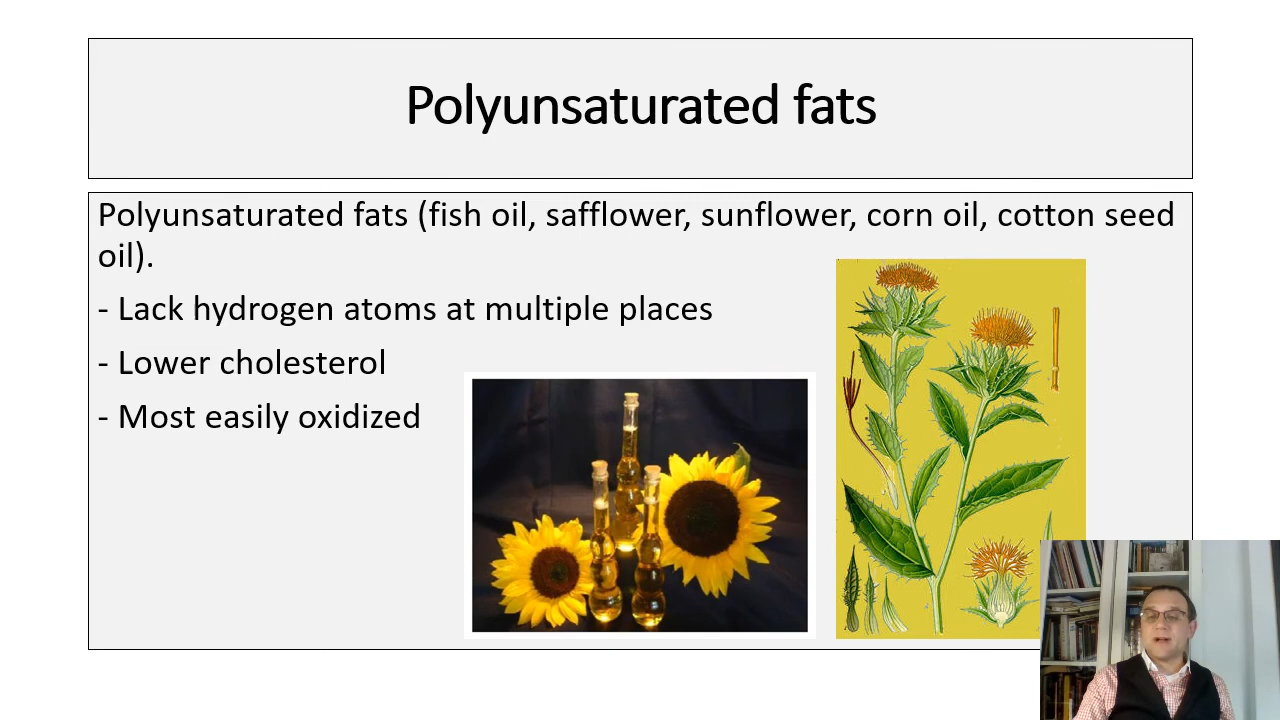 Polyunsaturated fats
Polyunsaturated fats (fish oil, safflower, sunflower, corn oil, cotton seed
oil).
- Lack hydrogen atoms at multiple places
- Lower cholesterol
- Most easily oxidized